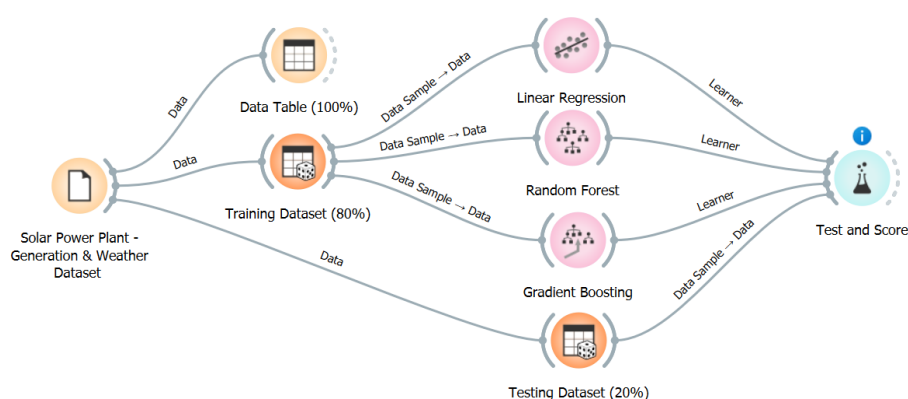 Data
Data Table (100%)
Data
Training Dataset (80%)
Data
Solar Power Plant -
Generation & Weather
Dataset
Data Sample → Data
Linear Regression
Data Sample → Data
Random Forest
Data Sample → Data
Gradient Boosting
Testing Dataset (20%)
Learner
Learner
Learner
Data Sample → Data
i
Test and Score